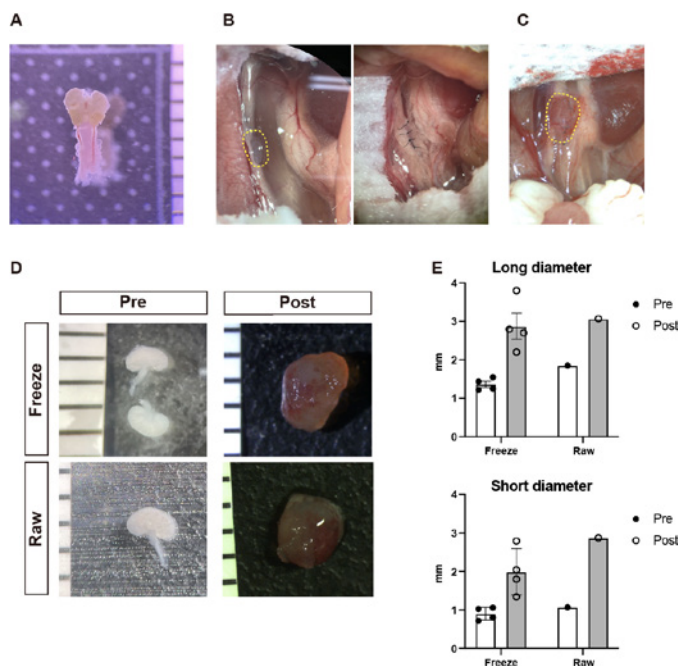 A
B
C
D
Pre
Post
Freeze
Raw
E
Long diameter
4
3
2
1
0
mm
Freeze
Raw
Pre
Post
Short diameter
4
3
2
1
0
mm
Freeze
Raw
Pre
Post